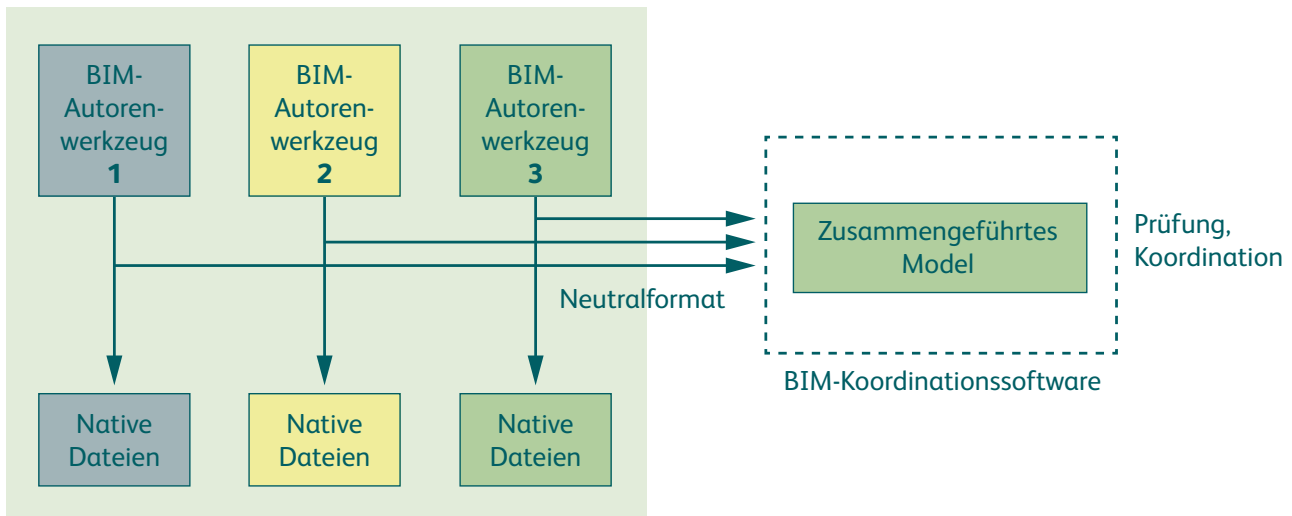 BIM-
Autoren-
werkzeug
1
BIM-
Autoren-
werkzeug
2
BIM-
Autoren-
werkzeug
3
Zusammengeführtes
Model
Prüfung,
Koordination
Neutralformat
BIM-Koordinationssoftware
Native
Dateien
Native
Dateien
Native
Dateien